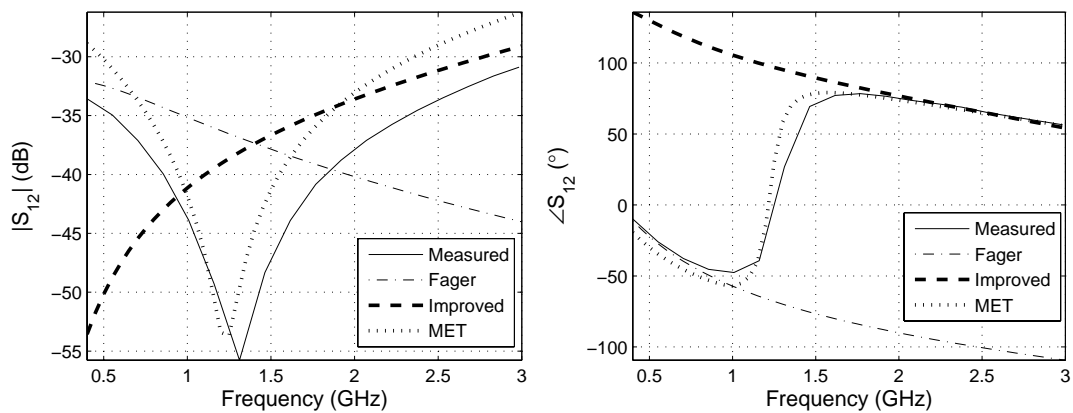 −30
−35
−40
−45
−50
−55
0.5 1 1.5 2 2.5 3
Frequency (GHz)
|S12| (dB)
Measured
Fager
Improved
MET
100
50
0
−50
−100
0.5 1 1.5 2 2.5 3
Frequency (GHz)
∠S12 (°)
Measured
Fager
Improved
MET